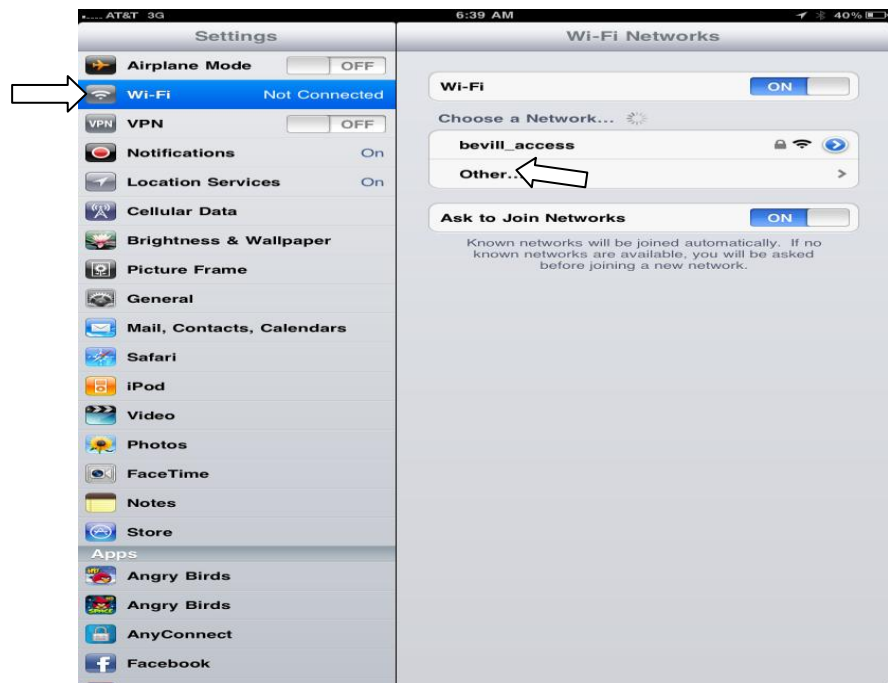 AT&T 3G
6:39 AM
40%
Settings
Airplane Mode OFF
Wi-Fi Not Connected
VPN VPN OFF
Notifications On
Location Services On
Cellular Data
Brightness & Wallpaper
Picture Frame
General
Mail, Contacts, Calendars
Safari
iPod
Video
Photos
FaceTime
Notes
Store
Apps
Angry Birds
Angry Birds
AnyConnect
Facebook
Wi-Fi Networks
Wi-Fi ON
Choose a Network...
bevill_access
Other...
Ask to Join Networks ON
Known networks will be joined automatically. If no
known networks are available, you will be asked
before joining a new network.